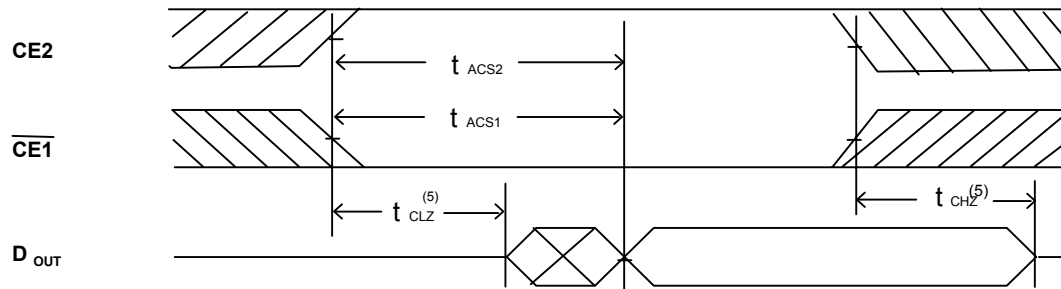 CE2
t ACS2
t ACS1
CE1
t CLZ (5)
t CHZ (5)
D OUT